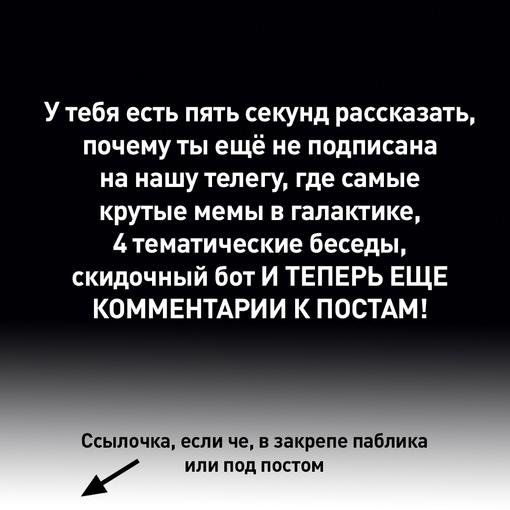 У тебя есть пять секунд рассказать,
почему ты ещё не подписана
на нашу телегу, где самые
крутые мемы в галактике,
4 тематические беседы,
скидочный бот И ТЕПЕРЬ ЕЩЕ
КОММЕНТАРИИ К ПОСТАМ!
Ссылочка, если че, в закрепе паблика
или под постом